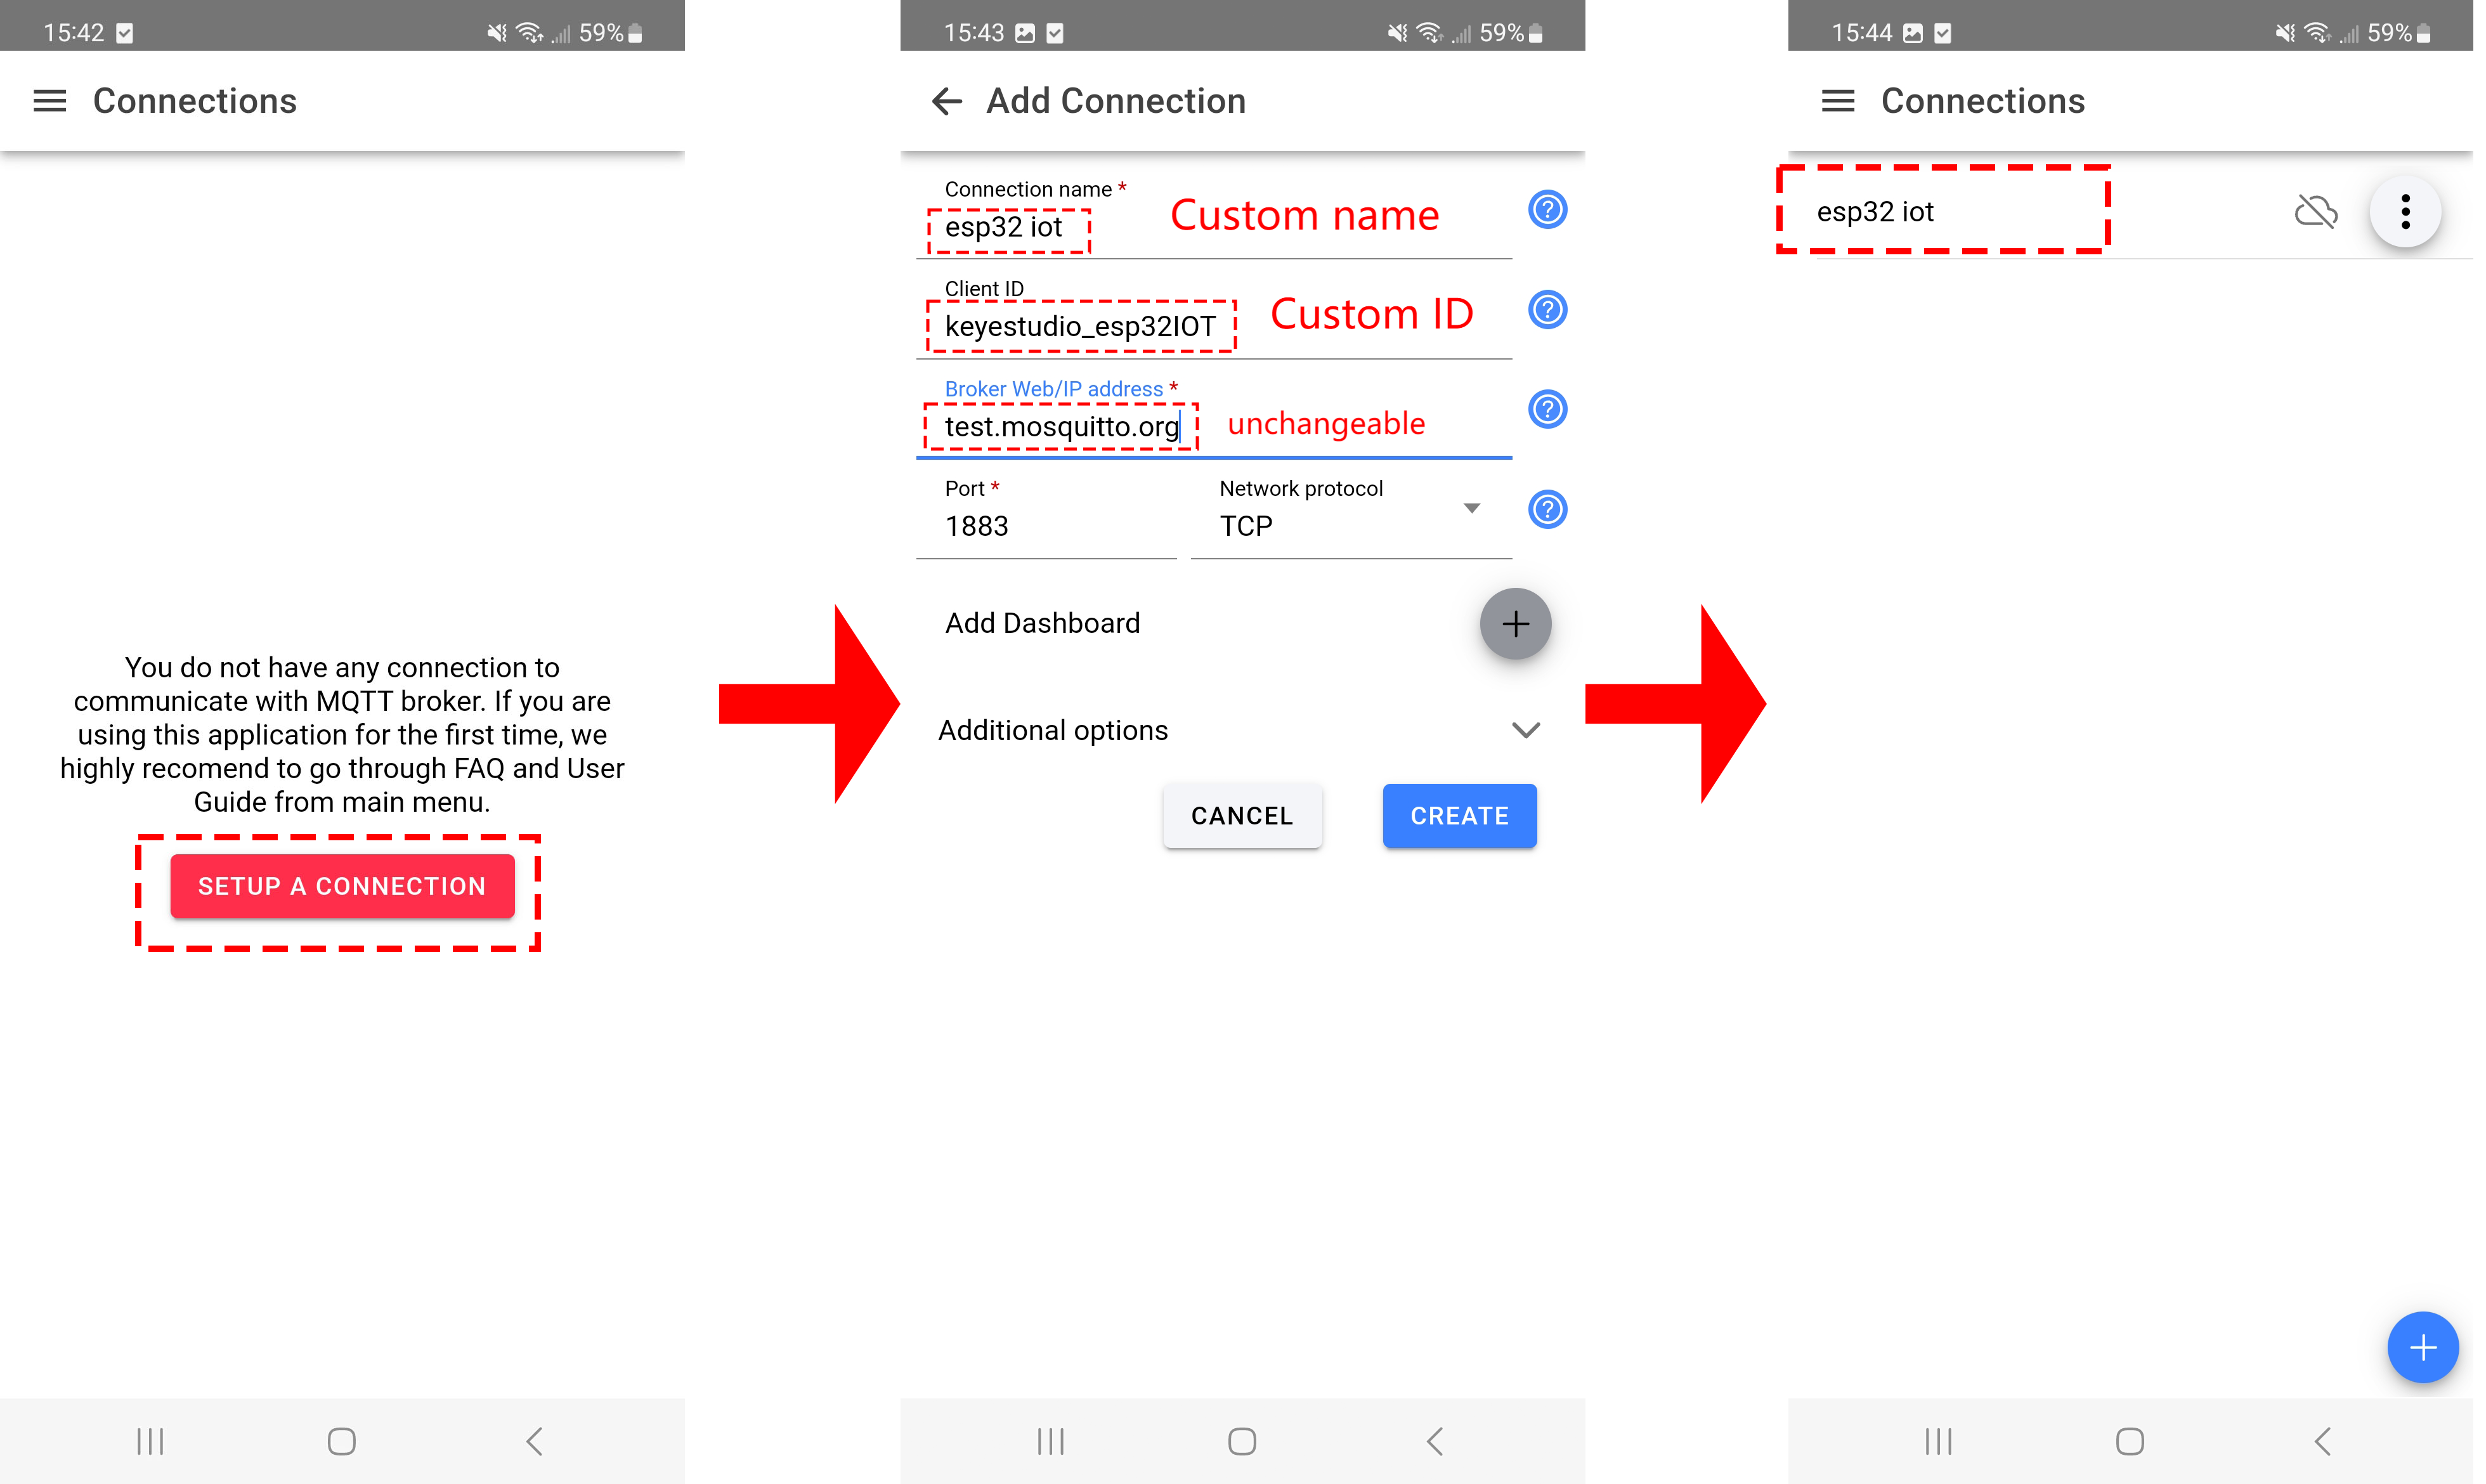 15:42
59%
Connections
You do not have any connection to
communicate with MQTT broker. If you are
using this application for the first time, we
highly recomend to go through FAQ and User
Guide from main menu.
SETUP A CONNECTION
15:43
59%
Add Connection
Connection name *
esp32 iot
Custom name
?
Client ID
keyestudio_esp32IOT
Custom ID
?
Broker Web/IP address *
test.mosquitto.org
unchangeable
?
Port *
1883
Network protocol
TCP
?
Add Dashboard
Additional options
CANCEL
CREATE
15:44
59%
Connections
esp32 iot